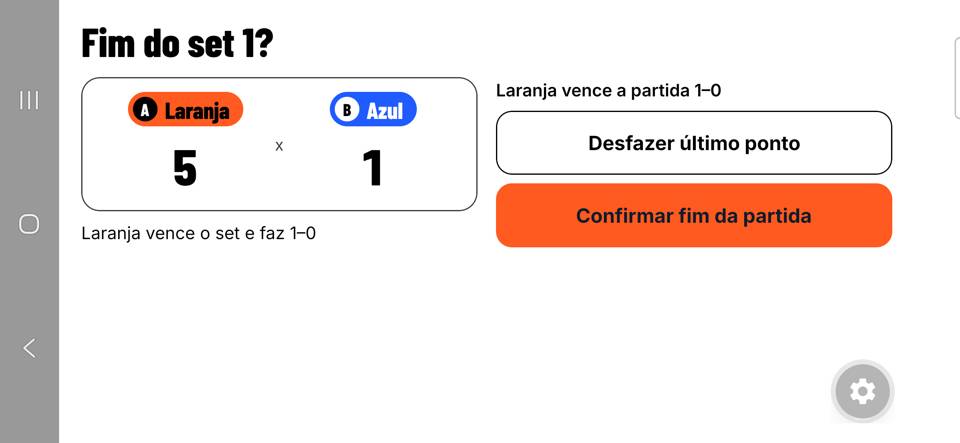 Fim do set 1?
A Laranja
B Azul
5 x 1
Laranja vence o set e faz 1–0
Laranja vence a partida 1–0
Desfazer último ponto
Confirmar fim da partida